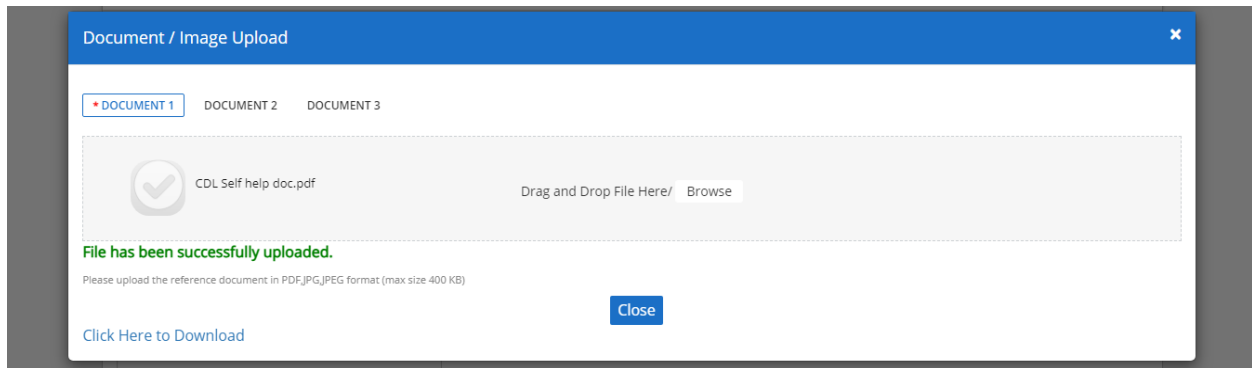 Document / Image Upload ×
* DOCUMENT 1 DOCUMENT 2 DOCUMENT 3
CDL Self help doc.pdf
Drag and Drop File Here/ Browse
File has been successfully uploaded.
Please upload the reference document in PDF,JPG,JPEG format (max size 400 KB)
Close
Click Here to Download